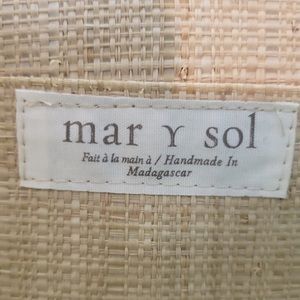 mar Y sol
Fait à la main à / Handmade In
Madagascar